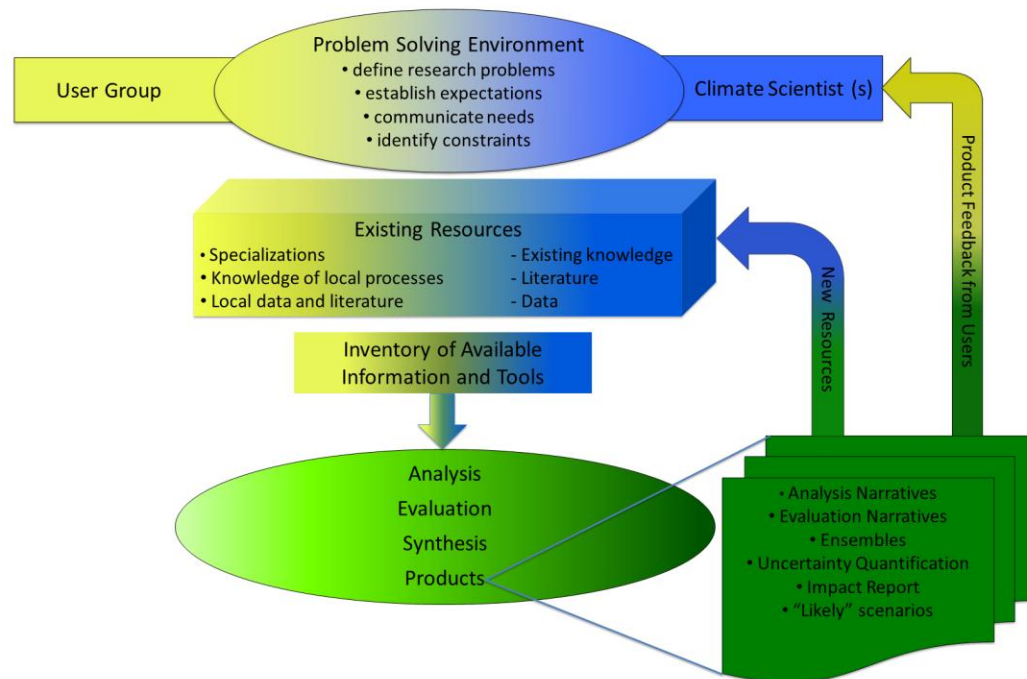 Problem Solving Environment
• define research problems
• establish expectations
• communicate needs
• identify constraints
User Group
Climate Scientist (s)
Existing Resources
• Specializations
• Knowledge of local processes
• Local data and literature
- Existing knowledge
- Literature
- Data
Inventory of Available
Information and Tools
Analysis
Evaluation
Synthesis
Products
New Resources
Product Feedback from Users
• Analysis Narratives
• Evaluation Narratives
• Ensembles
• Uncertainty Quantification
• Impact Report
• “Likely” scenarios